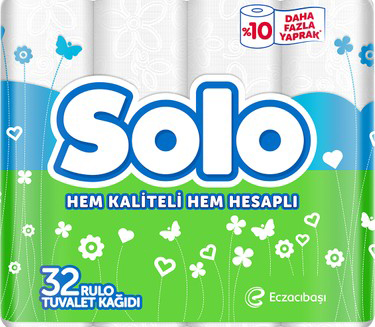 %10
DAHA
FAZLA
YAPRAK*
Solo
HEM KALİTELİ HEM HESAPLI
32 RULO
TUVALET KAĞIDI
Eczacıbaşı